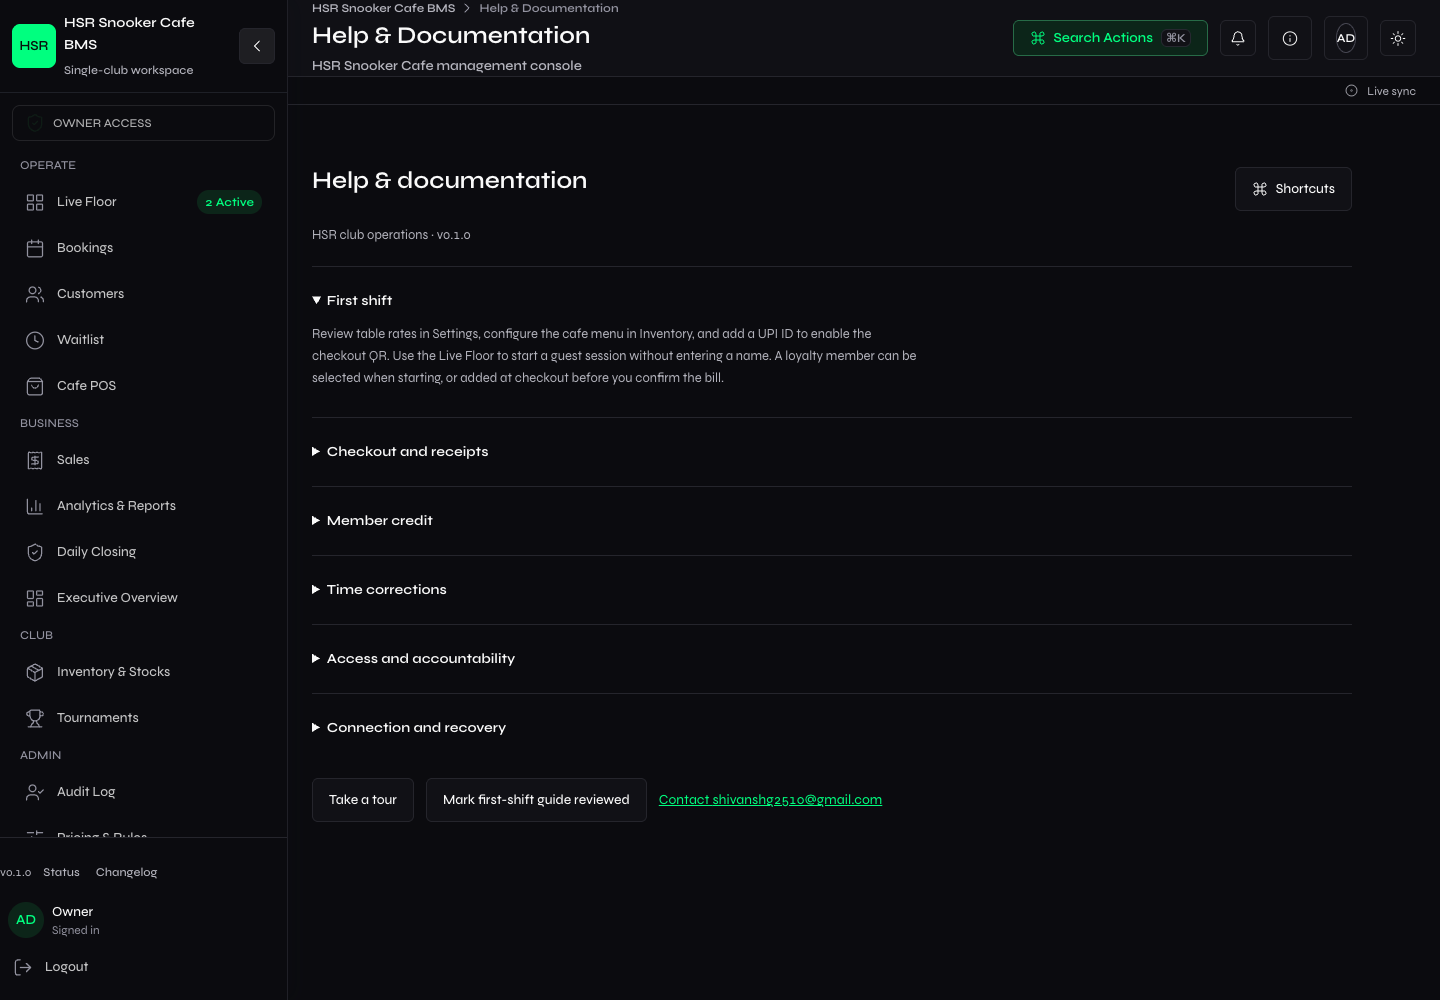 HSR
HSR Snooker Cafe
BMS
Single-club workspace
OWNER ACCESS
OPERATE
Live Floor
2 Active
Bookings
Customers
Waitlist
Cafe POS
BUSINESS
Sales
Analytics & Reports
Daily Closing
Executive Overview
CLUB
Inventory & Stocks
Tournaments
ADMIN
Audit Log
Pricing & Rules
v0.1.0 Status Changelog
AD
Owner
Signed in
Logout
HSR Snooker Cafe BMS > Help & Documentation
Help & Documentation
HSR Snooker Cafe management console
Search Actions ⌘K
AD
Live sync
Help & documentation
Shortcuts
HSR club operations · v0.1.0
First shift
Review table rates in Settings, configure the cafe menu in Inventory, and add a UPI ID to enable the
checkout QR. Use the Live Floor to start a guest session without entering a name. A loyalty member can be
selected when starting, or added at checkout before you confirm the bill.
Checkout and receipts
Member credit
Time corrections
Access and accountability
Connection and recovery
Take a tour
Mark first-shift guide reviewed
Contact shivanshg2510@gmail.com